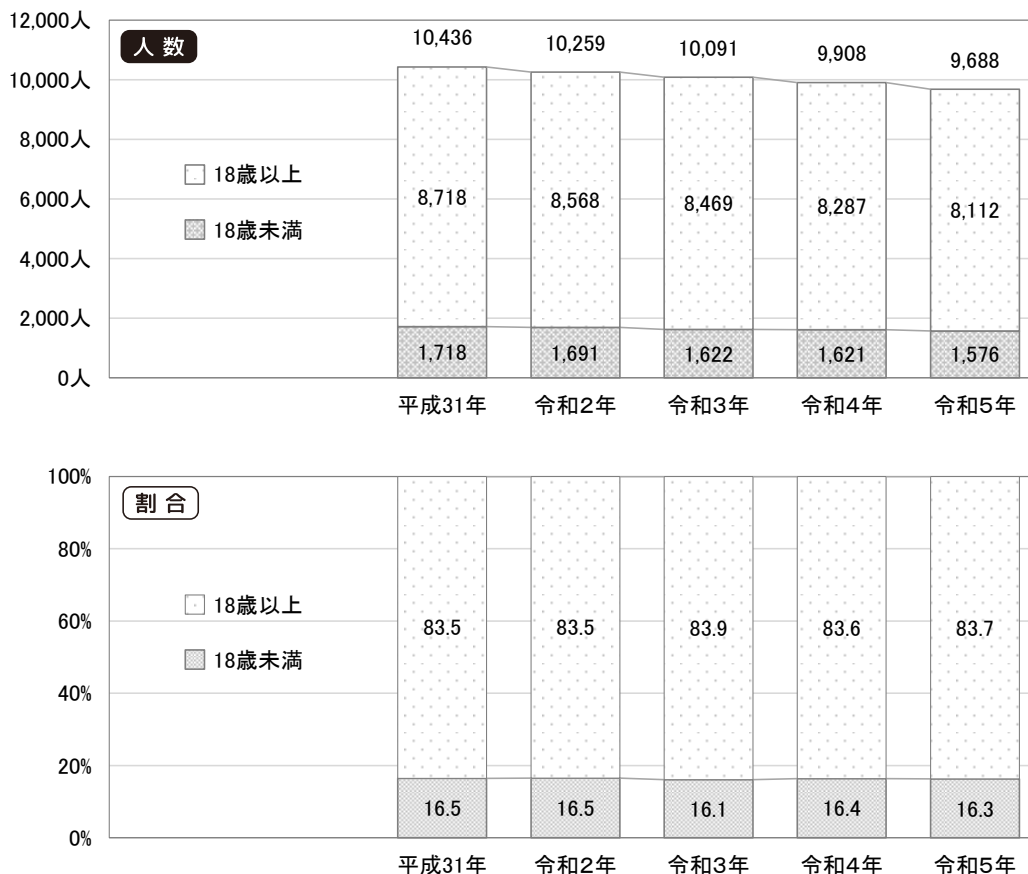 12,000人
10,000人
8,000人
6,000人
4,000人
2,000人
0人
人数
18歳以上
18歳未満
10,436 10,259 10,091 9,908 9,688
8,718 8,568 8,469 8,287 8,112
1,718 1,691 1,622 1,621 1,576
平成31年 令和2年 令和3年 令和4年 令和5年
100%
80%
60%
40%
20%
0%
割合
18歳以上
18歳未満
83.5 83.5 83.9 83.6 83.7
16.5 16.5 16.1 16.4 16.3
平成31年 令和2年 令和3年 令和4年 令和5年